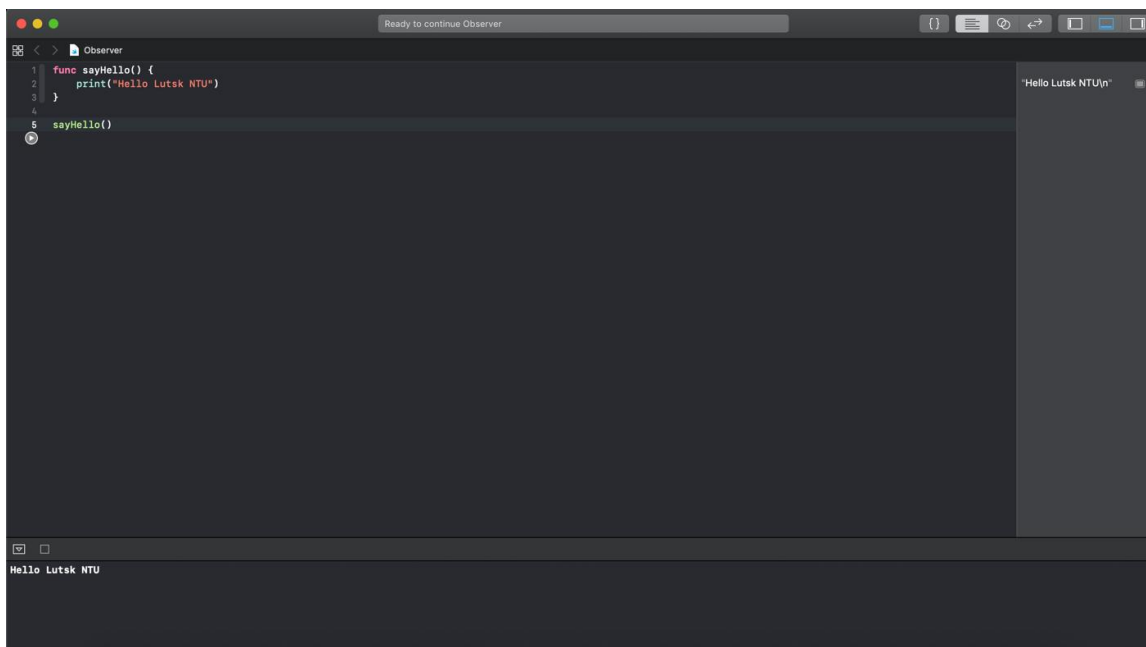 Ready to continue Observer
{}
Observer
1 func sayHello() {
2     print("Hello Lutsk NTU")
3 }
4
5 sayHello()
"Hello Lutsk NTU\n"
Hello Lutsk NTU